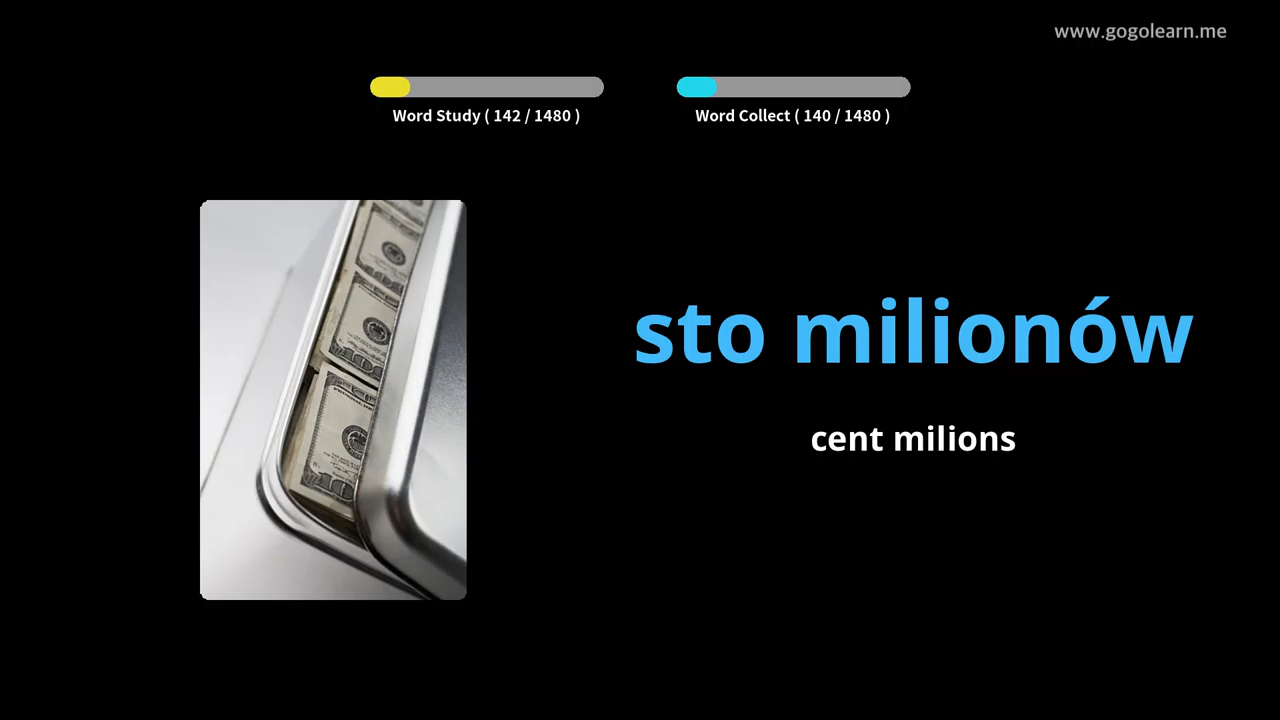 www.gogolearn.me
Word Study ( 142 / 1480 )
Word Collect ( 140 / 1480 )
sto milionów
cent milions